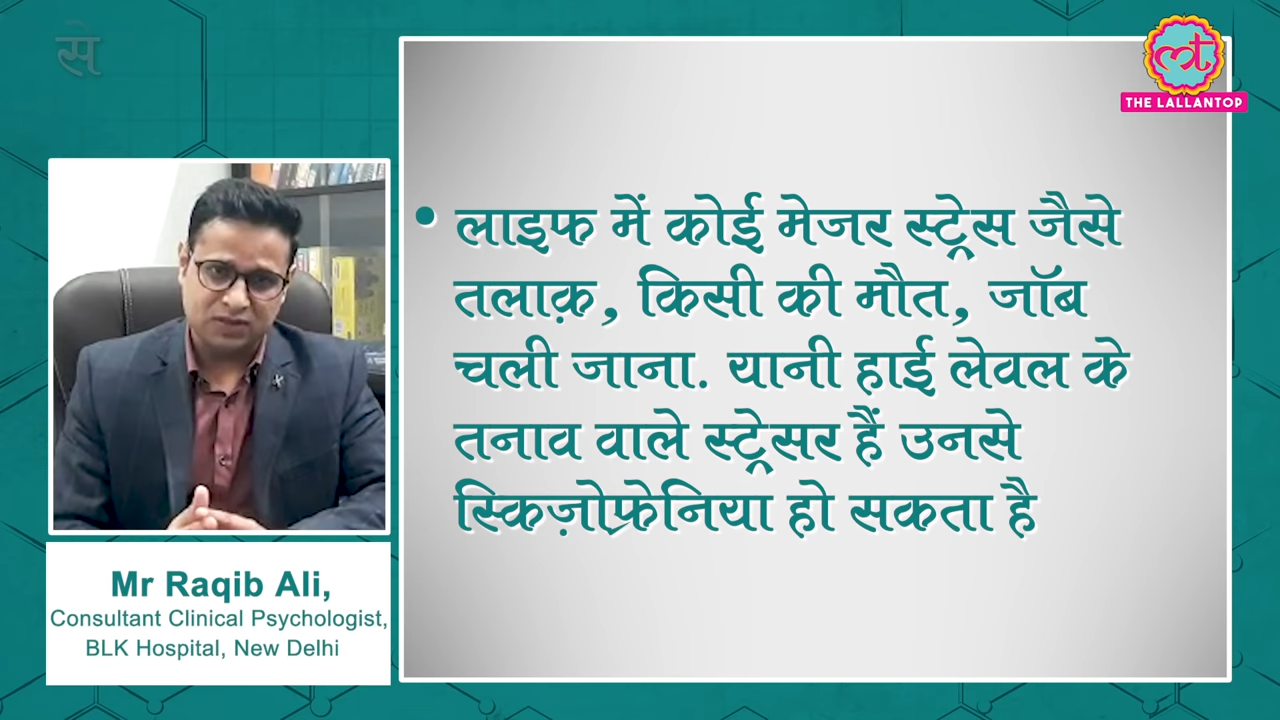 से
THE LALLANTOP
लाइफ में कोई मेजर स्ट्रेस जैसे
तलाक़, किसी की मौत, जॉब
चली जाना. यानी हाई लेवल के
तनाव वाले स्ट्रेसर हैं उनसे
स्किज़ोफ्रेनिया हो सकता है
Mr Raqib Ali,
Consultant Clinical Psychologist,
BLK Hospital, New Delhi